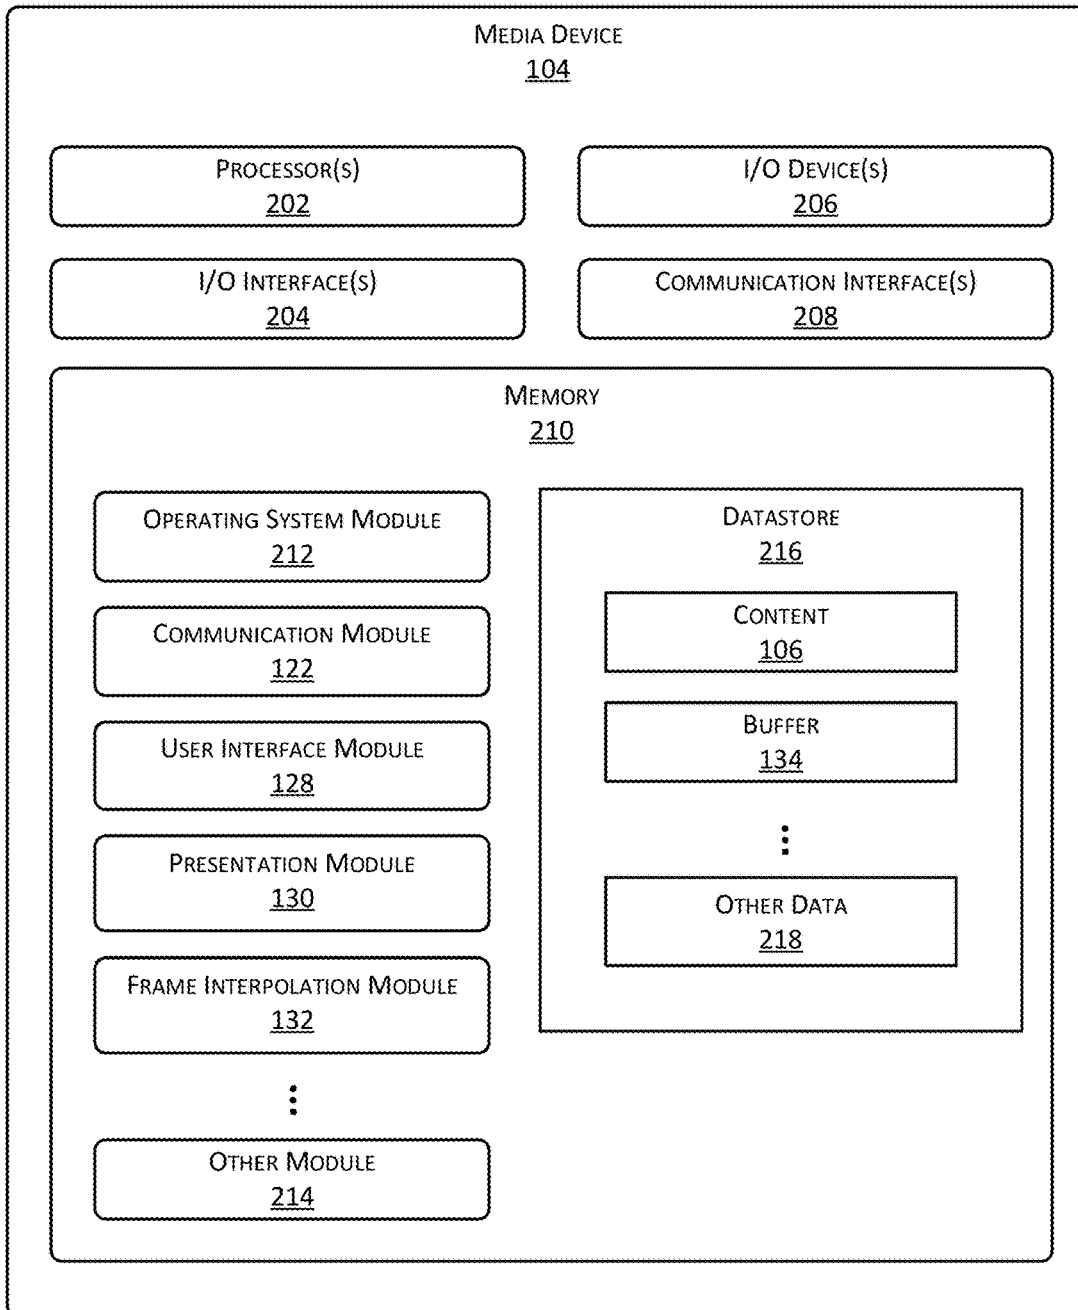 MEDIA DEVICE
104
PROCESSOR(S)
202
I/O DEVICE(S)
206
I/O INTERFACE(S)
204
COMMUNICATION INTERFACE(S)
208
MEMORY
210
OPERATING SYSTEM MODULE
212
COMMUNICATION MODULE
122
USER INTERFACE MODULE
128
PRESENTATION MODULE
130
FRAME INTERPOLATION MODULE
132
OTHER MODULE
214
DATASTORE
216
CONTENT
106
BUFFER
134
OTHER DATA
218